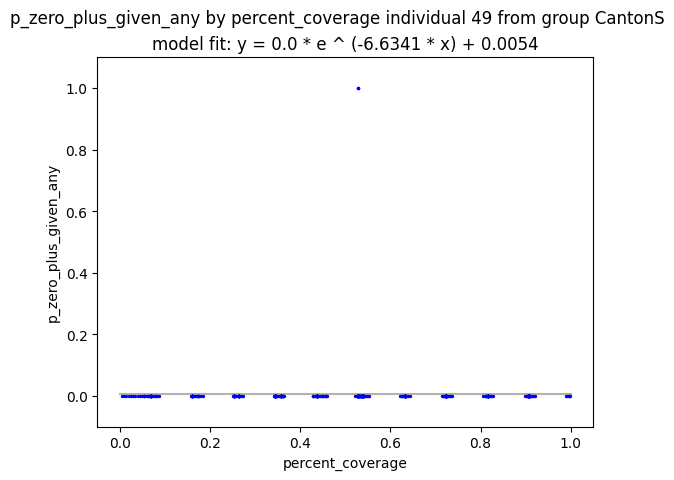 p_zero_plus_given_any by percent_coverage individual 49 from group CantonS
model fit: y = 0.0 * e ^ (-6.6341 * x) + 0.0054
1.0
0.8
0.6
0.4
0.2
0.0
p_zero_plus_given_any
0.0 0.2 0.4 0.6 0.8 1.0
percent_coverage